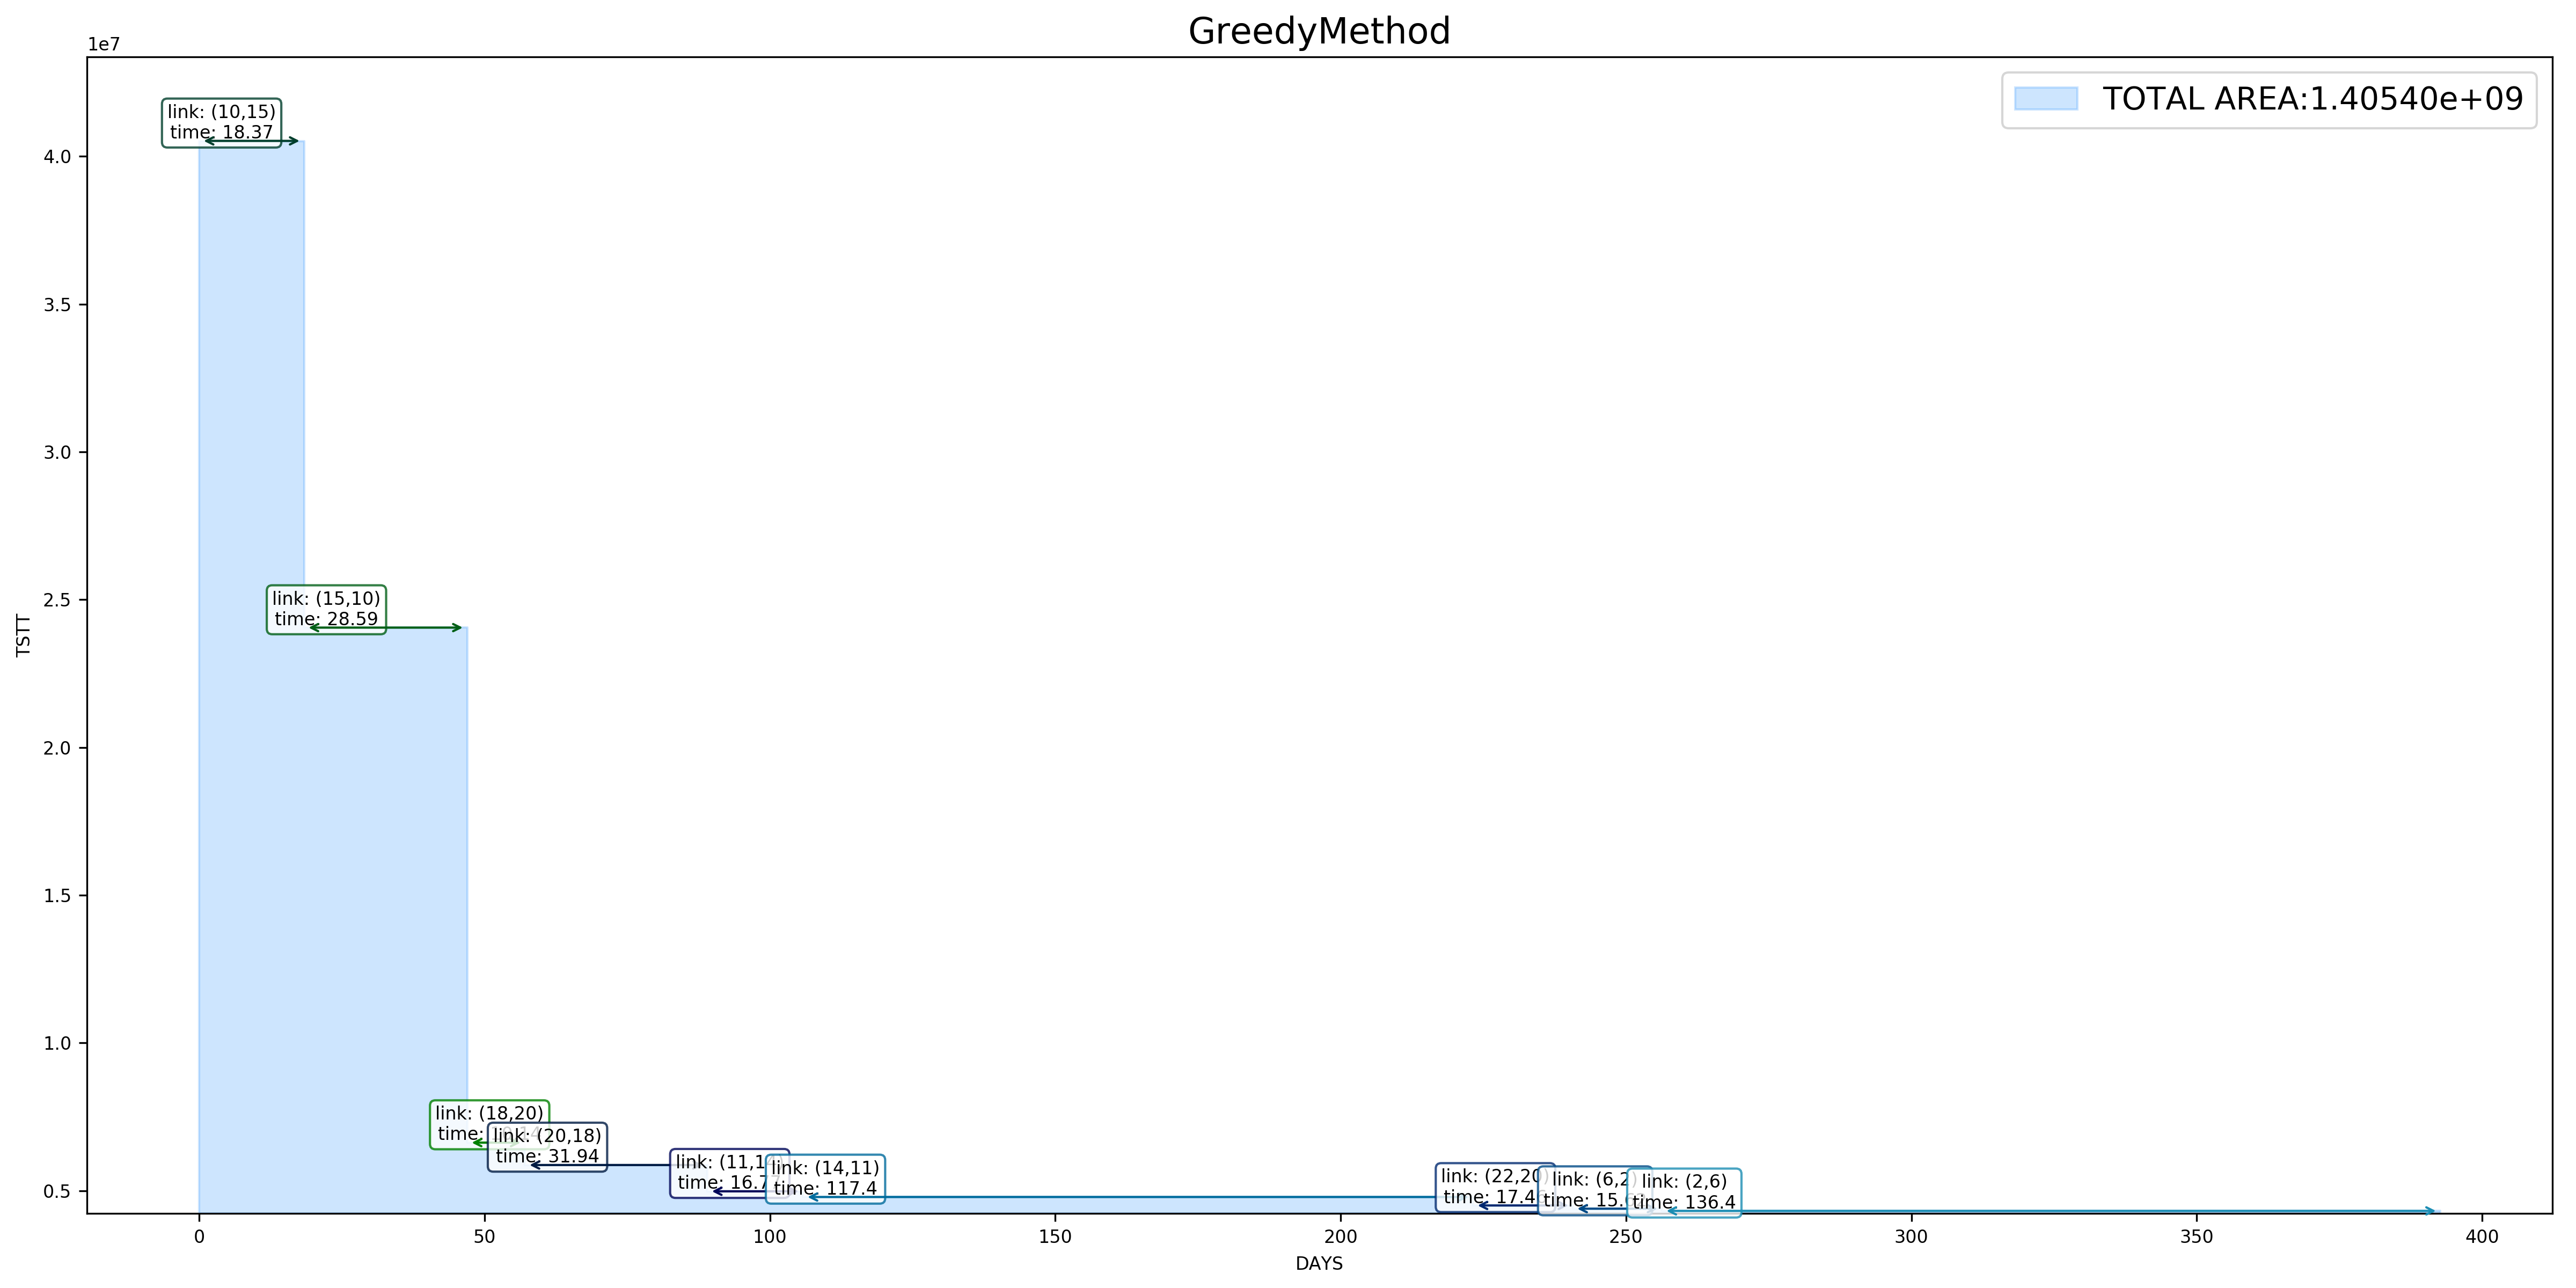 GreedyMethod
1e7
TOTAL AREA:1.40540e+09
link: (10,15)
time: 18.37
4.0
3.5
3.0
link: (15,10)
time: 28.59
2.5
TSTT
2.0
1.5
1.0
link: (18,20)
time:
link: (20,18)
time: 31.94
link: (11,1
time: 16.7
link: (14,11)
time: 117.4
link: (22,20)
time: 17.4
link: (6,2)
time: 15.
link: (2,6)
time: 136.4
0.5
0
50
100
150
200
250
300
350
400
DAYS